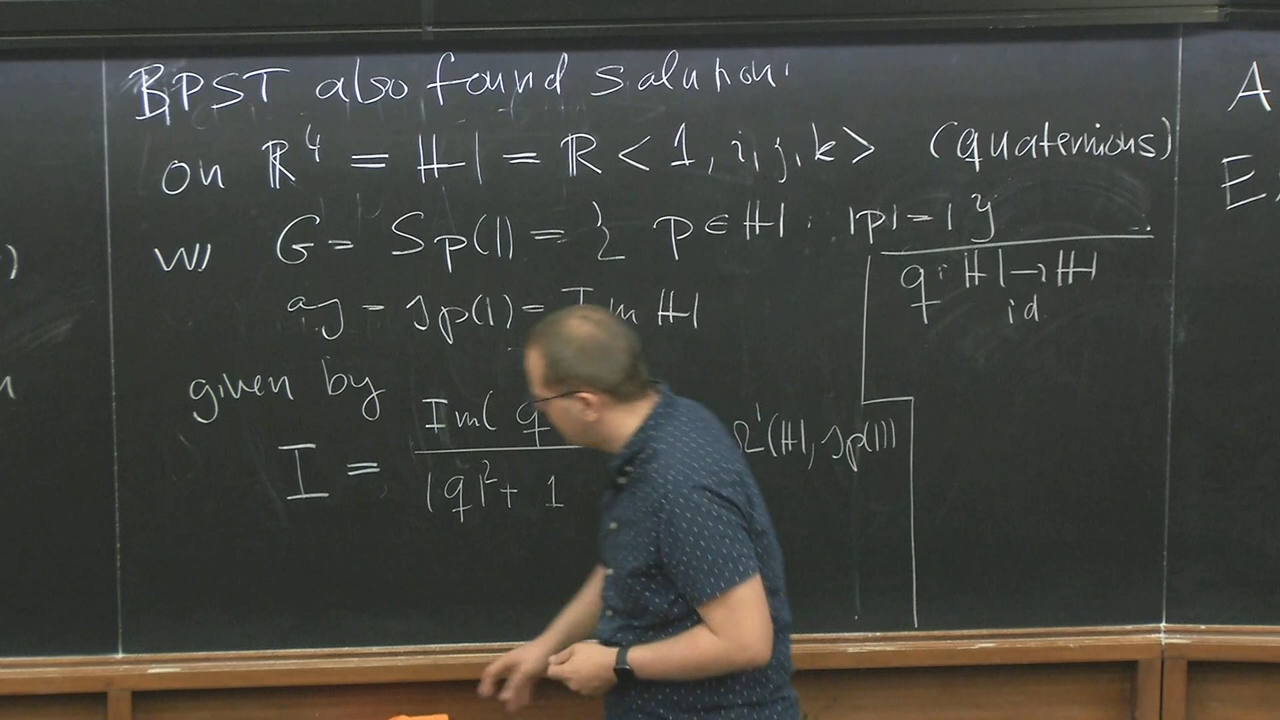 BPST also found solution:
on ℝ⁴ = ℍ = ℝ<1, i, j, k> (quaternions)
w/ G = Sp(1) = { p ∈ ℍ : |p| = 1 }
𝔤 = sp(1) = Im ℍ
q: ℍ → ℍ
id
given by
I = Im( q
|q|² + 1
Ω¹(ℍ, sp(1))
A
E